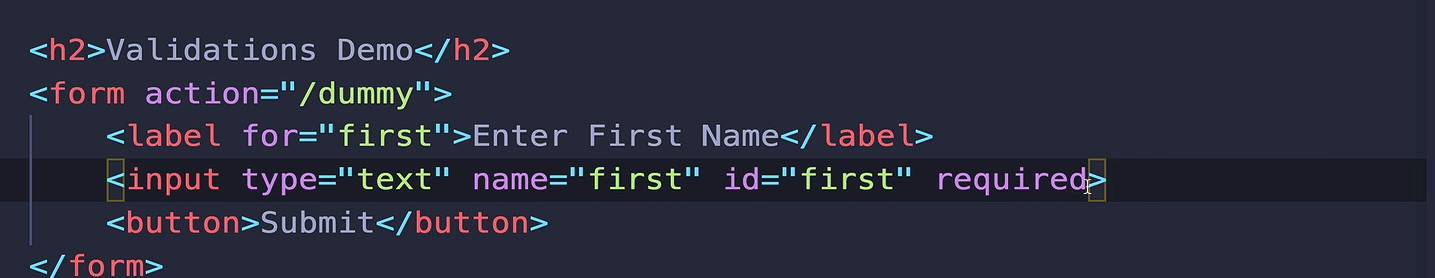 <h2>Validations Demo</h2>
<form action="/dummy">
<label for="first">Enter First Name</label>
<input type="text" name="first" id="first" required>
<button>Submit</button>
</form>